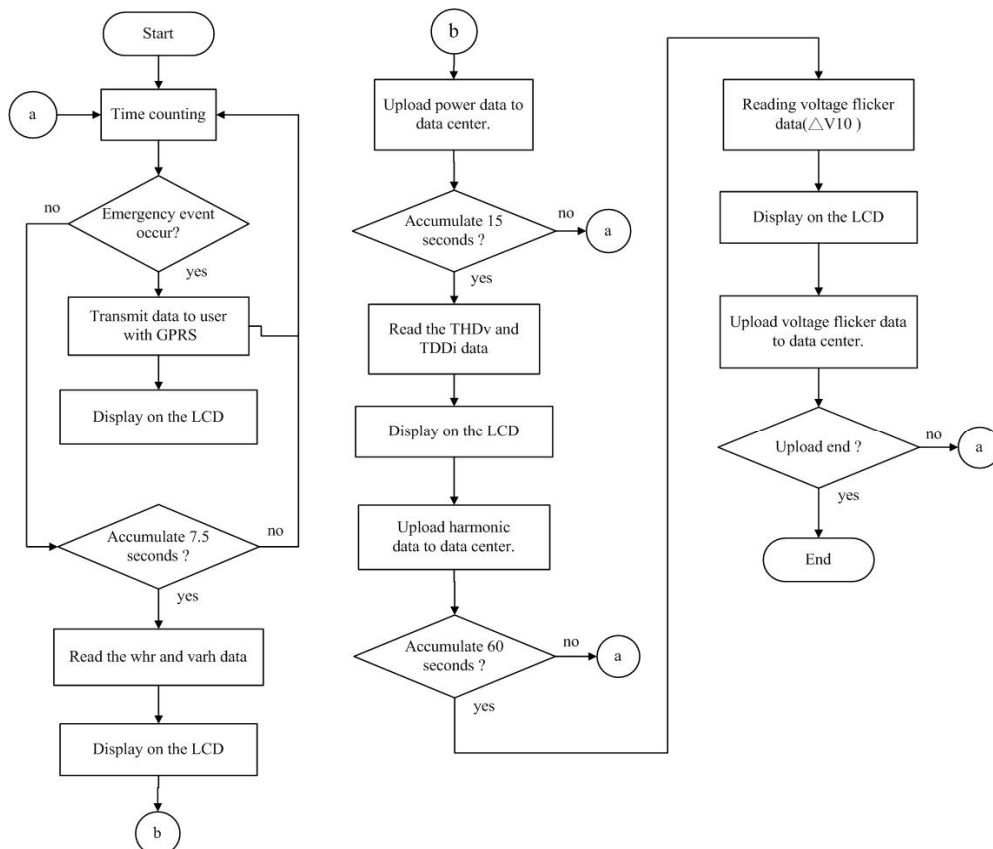 Start
a
Time counting
Emergency event
occur?
no
yes
Transmit data to user
with GPRS
Display on the LCD
Accumulate 7.5
seconds ?
no
yes
Read the whr and varh data
Display on the LCD
b
b
Upload power data to
data center.
Accumulate 15
seconds ?
no
a
yes
Read the THDv and
TDDi data
Display on the LCD
Upload harmonic
data to data center.
Accumulate 60
seconds ?
no
a
yes
Reading voltage flicker
data(△V10 )
Display on the LCD
Upload voltage flicker data
to data center.
Upload end ?
no
a
yes
End